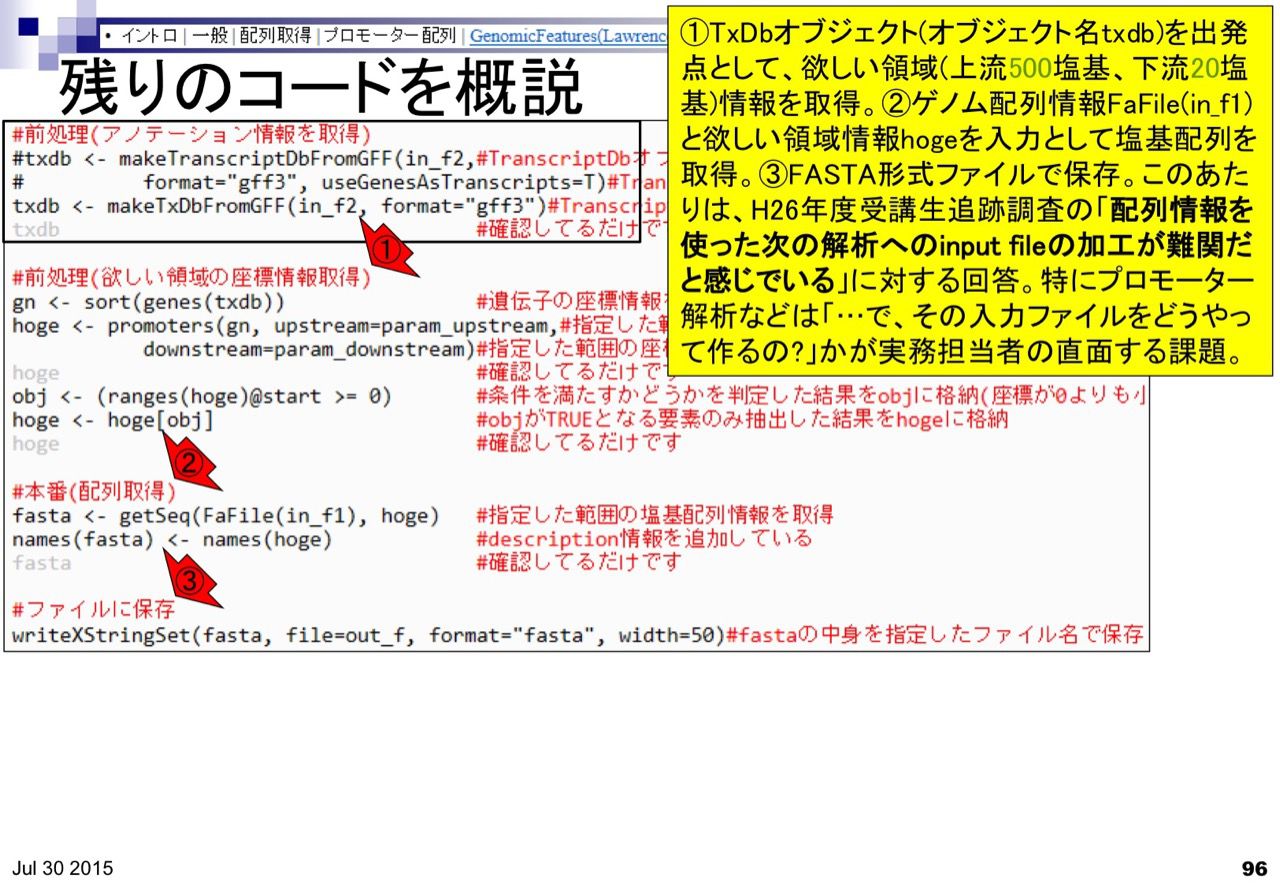 • イントロ | 一般 | 配列取得 | プロモーター配列 | GenomicFeatures(Lawrenc
残りのコードを概説
①TxDbオブジェクト(オブジェクト名txdb)を出発
点として、欲しい領域(上流500塩基、下流20塩
基)情報を取得。②ゲノム配列情報FaFile(in_f1)
と欲しい領域情報hogeを入力として塩基配列を
取得。③FASTA形式ファイルで保存。このあた
りは、H26年度受講生追跡調査の「配列情報を
使った次の解析へのinput fileの加工が難関だ
と感じでいる」に対する回答。特にプロモーター
解析などは「…で、その入力ファイルをどうやっ
て作るの?」かが実務担当者の直面する課題。
#前処理(アノテーション情報を取得)
#txdb <- makeTranscriptDbFromGFF(in_f2,#TranscriptDbオブ
# format="gff3", useGenesAsTranscripts=T)#Tran
txdb <- makeTxDbFromGFF(in_f2, format="gff3")#Transcrip
txdb #確認してるだけで
①
#前処理(欲しい領域の座標情報取得)
gn <- sort(genes(txdb)) #遺伝子の座標情報
hoge <- promoters(gn, upstream=param_upstream,#指定した範
downstream=param_downstream)#指定した範囲の座
hoge #確認してるだけです
obj <- (ranges(hoge)@start >= 0) #条件を満たすかどうかを判定した結果をobjに格納(座標が0よりも小
hoge <- hoge[obj] #objがTRUEとなる要素のみ抽出した結果をhogeに格納
hoge #確認してるだけです
②
#本番(配列取得)
fasta <- getSeq(FaFile(in_f1), hoge) #指定した範囲の塩基配列情報を取得
names(fasta) <- names(hoge) #description情報を追加している
fasta #確認してるだけです
③
#ファイルに保存
writeXStringSet(fasta, file=out_f, format="fasta", width=50)#fastaの中身を指定したファイル名で保存
Jul 30 2015
96